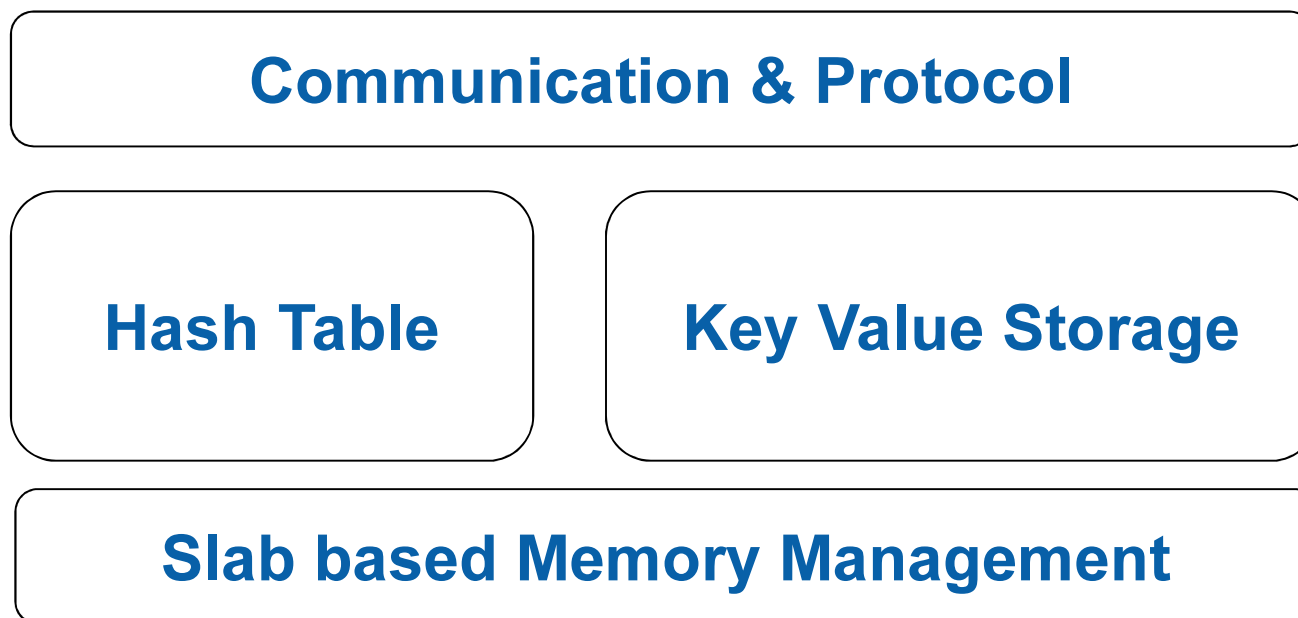 Communication & Protocol
Hash Table
Key Value Storage
Slab based Memory Management